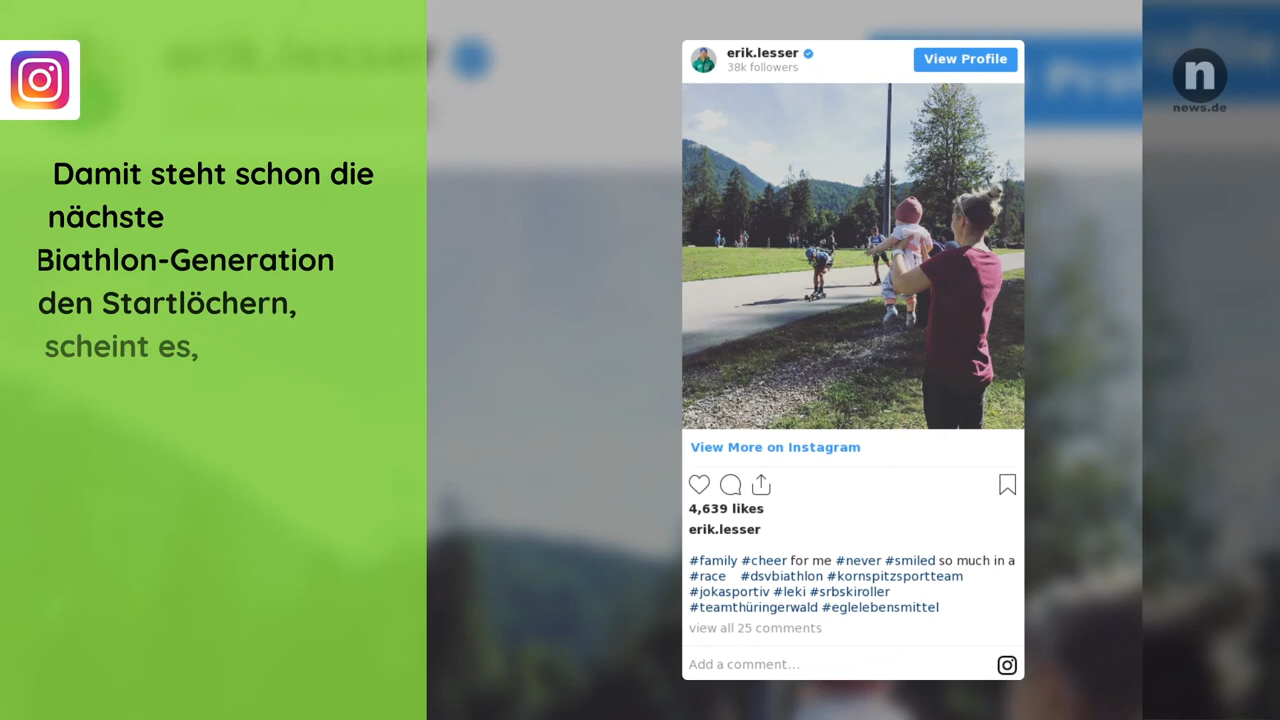 Damit steht schon die
nächste
Biathlon-Generation
den Startlöchern,
scheint es,
erik.lesser
38k followers
View Profile
View More on Instagram
4,639 likes
erik.lesser
#family #cheer for me #never #smiled so much in a
#race #dsvbiathlon #kornspitzsportteam
#jokasportiv #leki #srbskiroller
#teamthüringerwald #eglelebensmittel
view all 25 comments
Add a comment...
n
news.de
erik.lesser